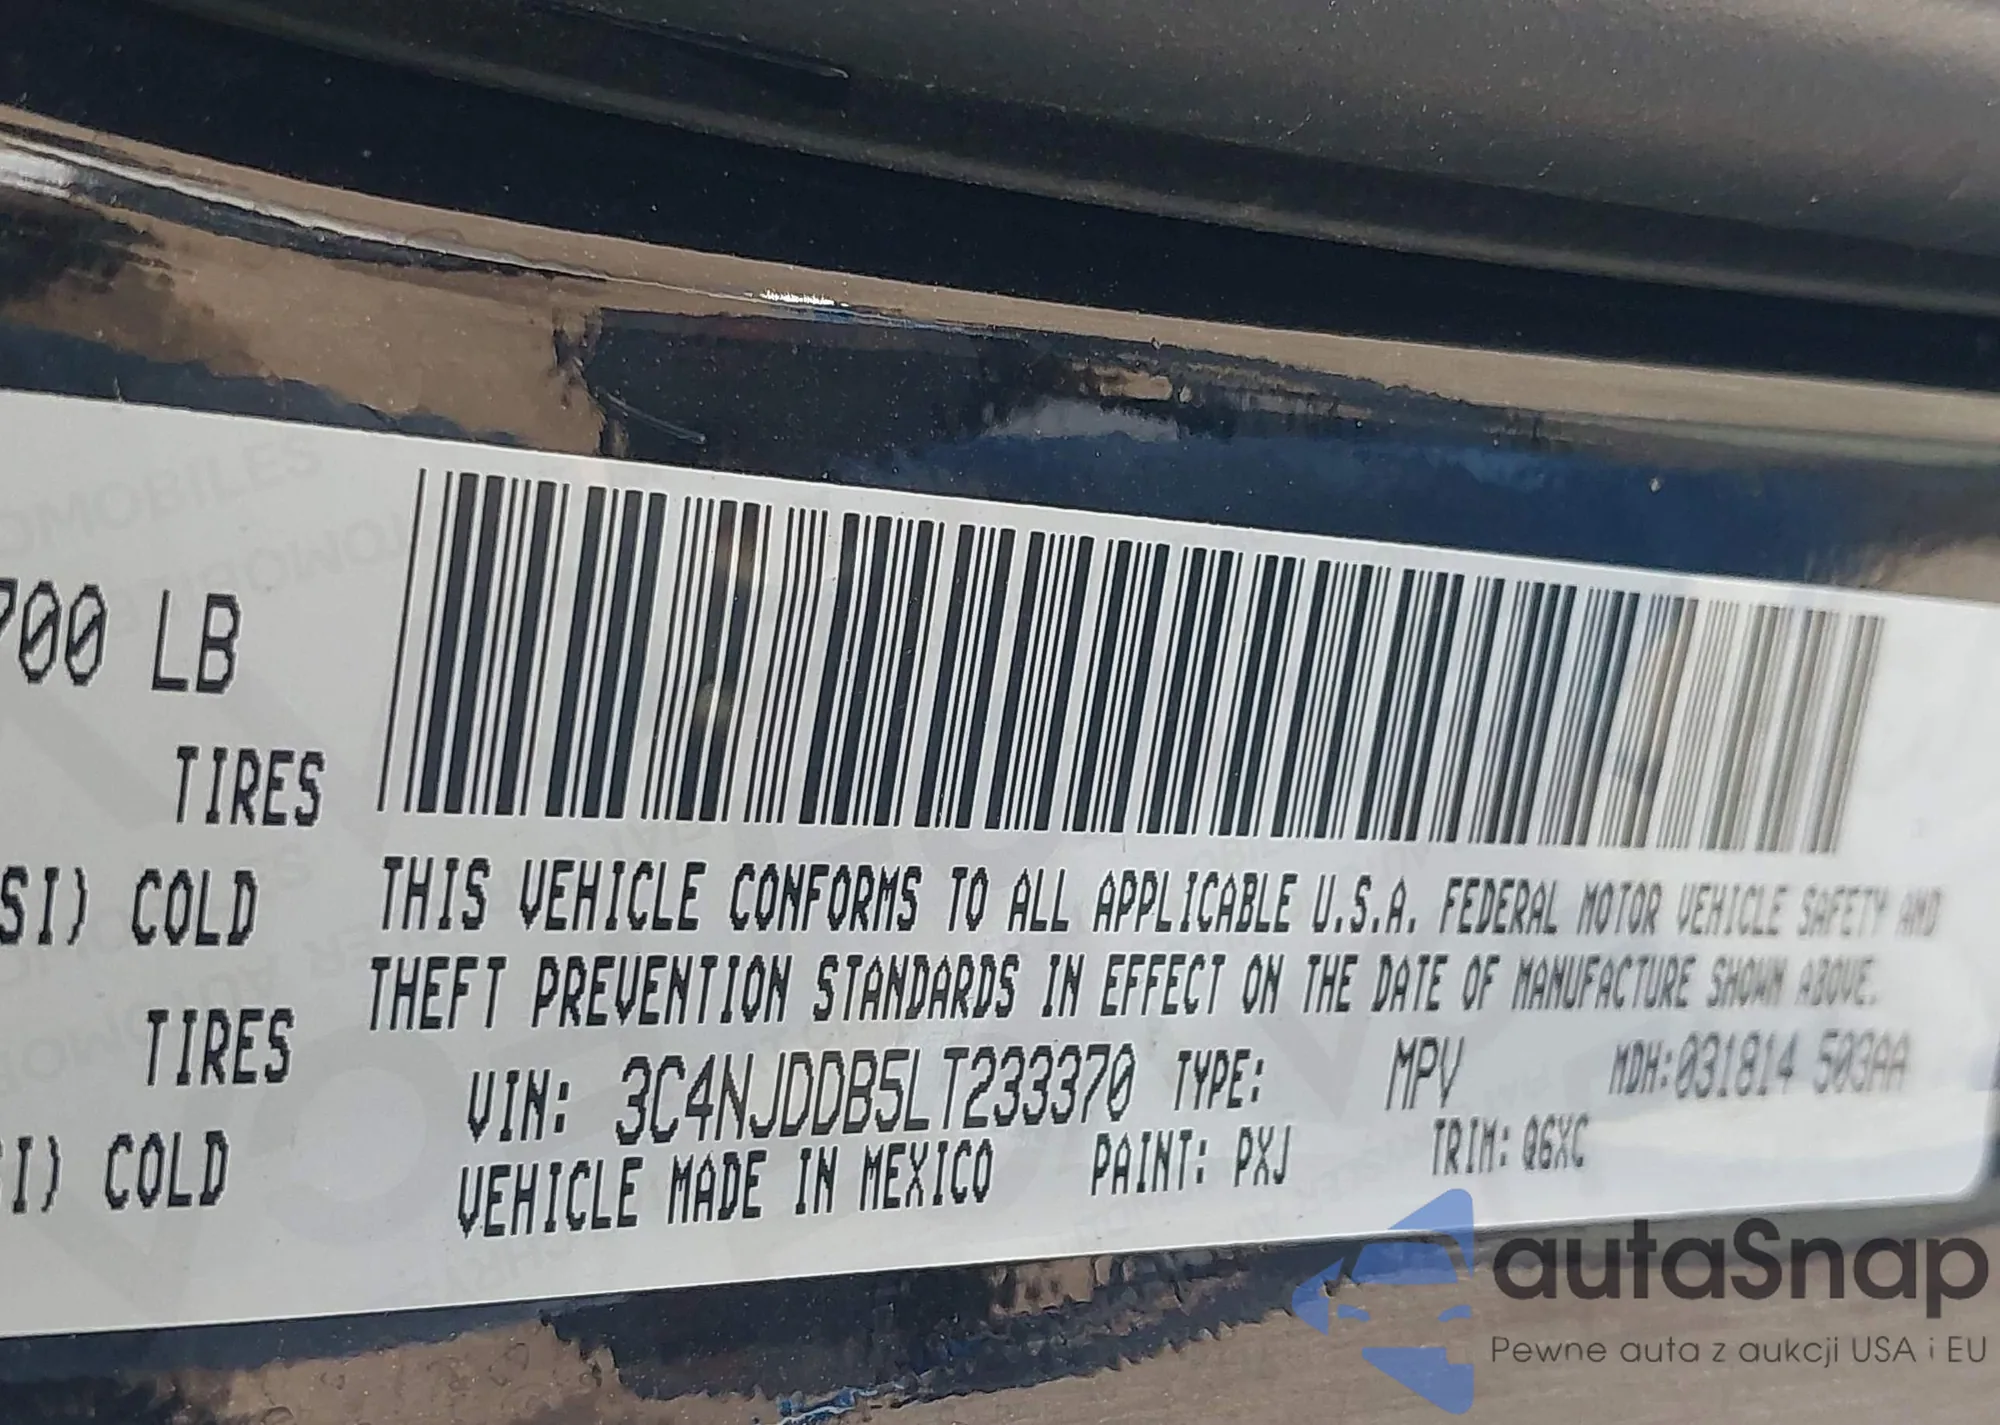 700 LB
TIRES
SI) COLD
TIRES
SI) COLD
THIS VEHICLE CONFORMS TO ALL APPLICABLE U.S.A. FEDERAL MOTOR VEHICLE SAFETY AND
THEFT PREVENTION STANDARDS IN EFFECT ON THE DATE OF MANUFACTURE SHOWN ABOVE.
VIN: 3C4NJDDB5LT233370 TYPE: MPV MDH:031814 503AA
VEHICLE MADE IN MEXICO PAINT: PXJ TRIM: Q6XC
autaSnap
Pewne auta z aukcji USA i EU